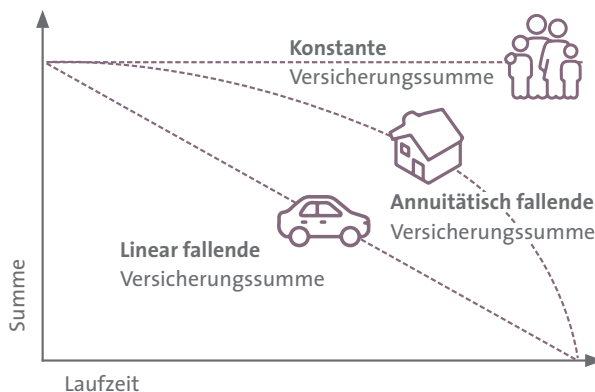 Konstante
Versicherungssumme
Annuitätisch fallende
Versicherungssumme
Linear fallende
Versicherungssumme
Summe
Laufzeit